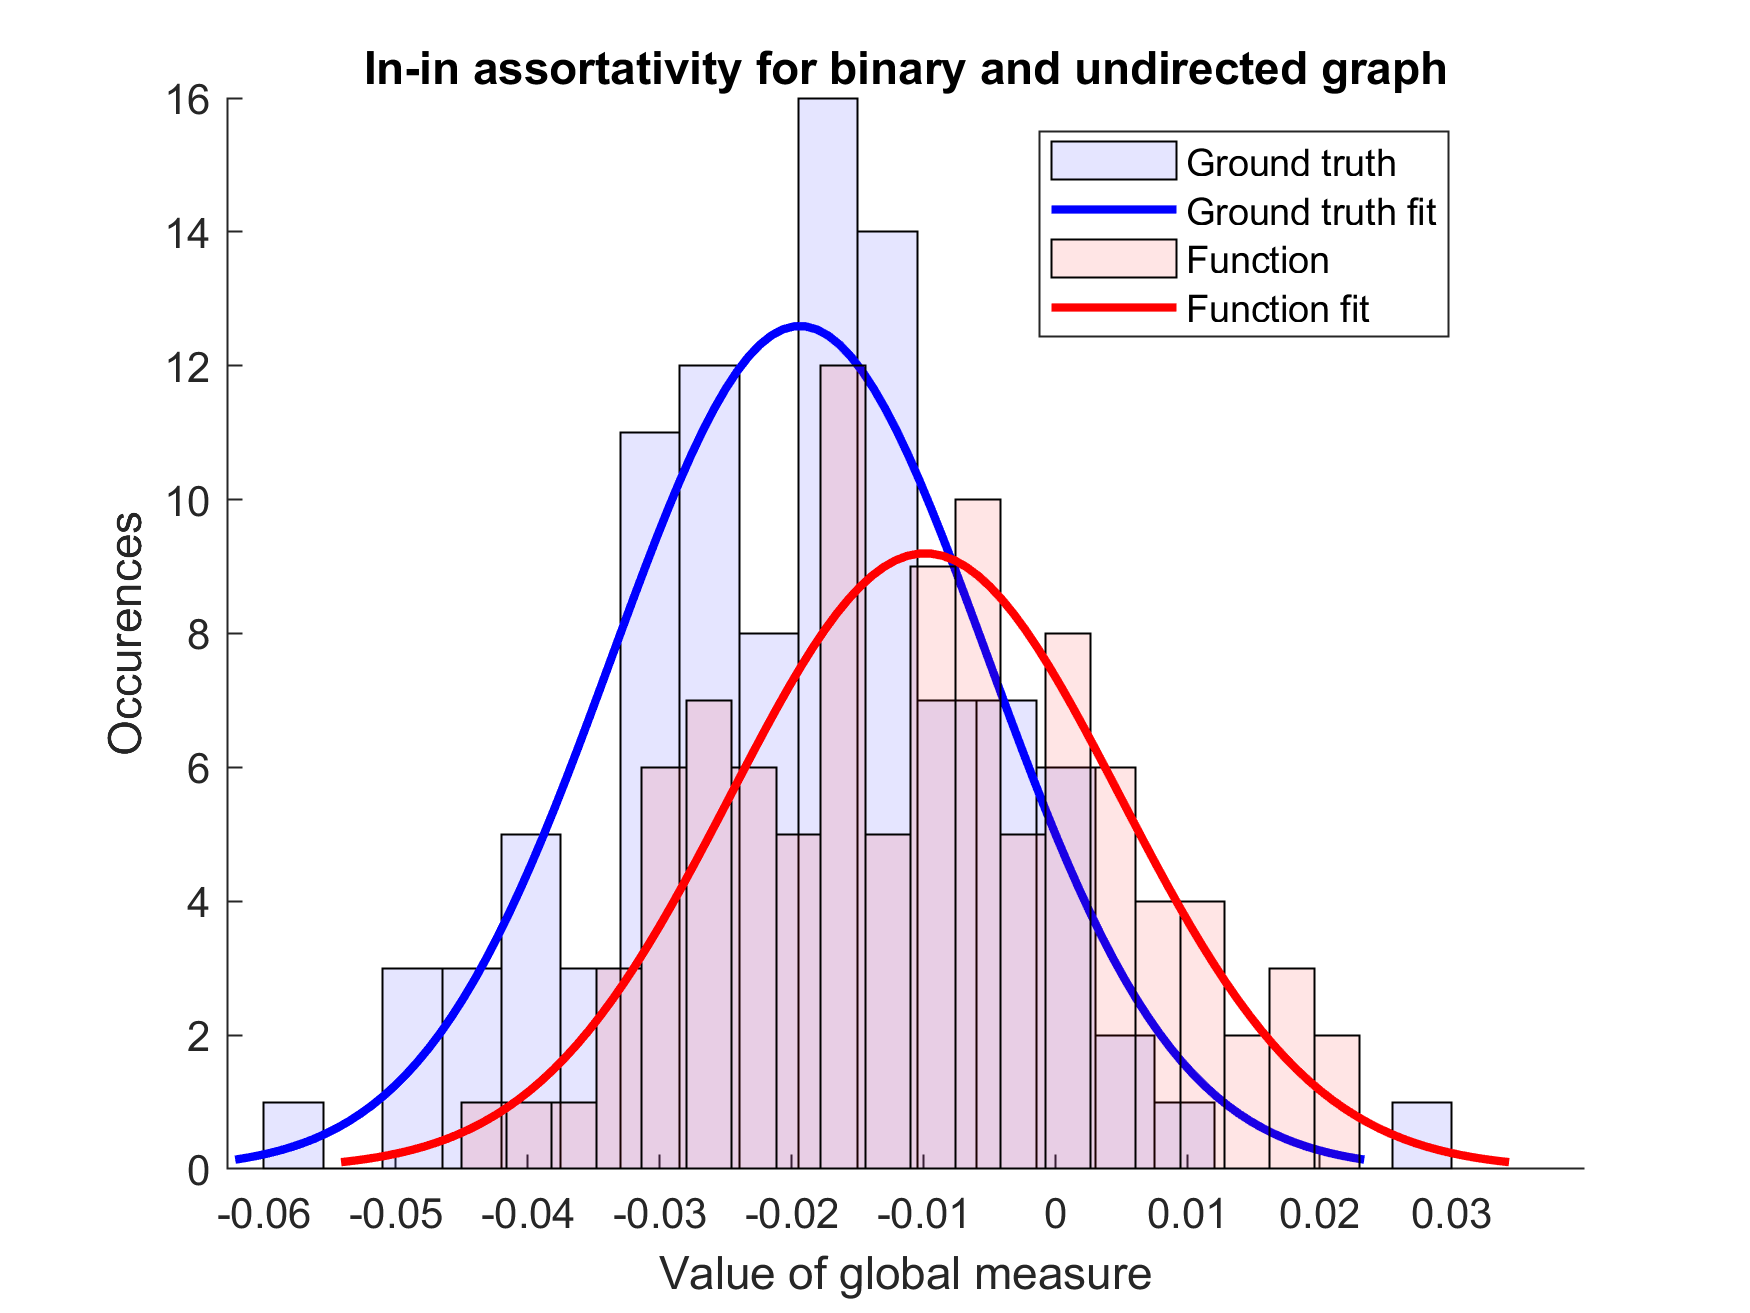 In-in assortativity for binary and undirected graph
16
14
12
10
8
6
4
2
0
Occurences
Ground truth
Ground truth fit
Function
Function fit
-0.06 -0.05 -0.04 -0.03 -0.02 -0.01 0 0.01 0.02 0.03
Value of global measure